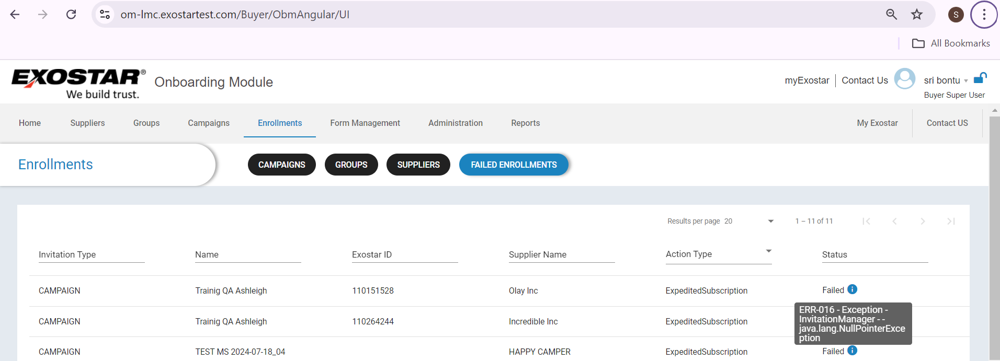 om-lmc.exostartest.com/Buyer/ObmAngular/UI
S
All Bookmarks
EXOSTAR®
We build trust.
Onboarding Module
myExostar
Contact Us
sri bontu
Buyer Super User
Home
Suppliers
Groups
Campaigns
Enrollments
Form Management
Administration
Reports
My Exostar
Contact US
Enrollments
CAMPAIGNS
GROUPS
SUPPLIERS
FAILED ENROLLMENTS
Results per page 20
1 – 11 of 11
Invitation Type Name Exostar ID Supplier Name Action Type Status
CAMPAIGN Trainig QA Ashleigh 110151528 Olay Inc ExpeditedSubscription Failed
CAMPAIGN Trainig QA Ashleigh 110264244 Incredible Inc ExpeditedSubscription
ERR-016 - Exception -
InvitationManager - -
java.lang.NullPointerExce
ption
CAMPAIGN TEST MS 2024-07-18_04 HAPPY CAMPER ExpeditedSubscription Failed